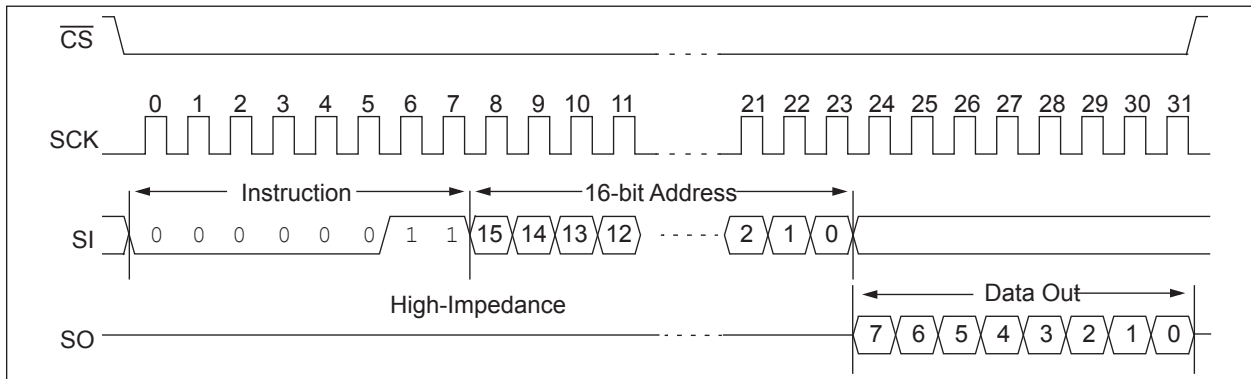 CS
0 1 2 3 4 5 6 7 8 9 10 11 21 22 23 24 25 26 27 28 29 30 31
SCK
Instruction 16-bit Address
SI 0 0 0 0 0 0 1 1 15 14 13 12 2 1 0
High-Impedance Data Out
SO 7 6 5 4 3 2 1 0